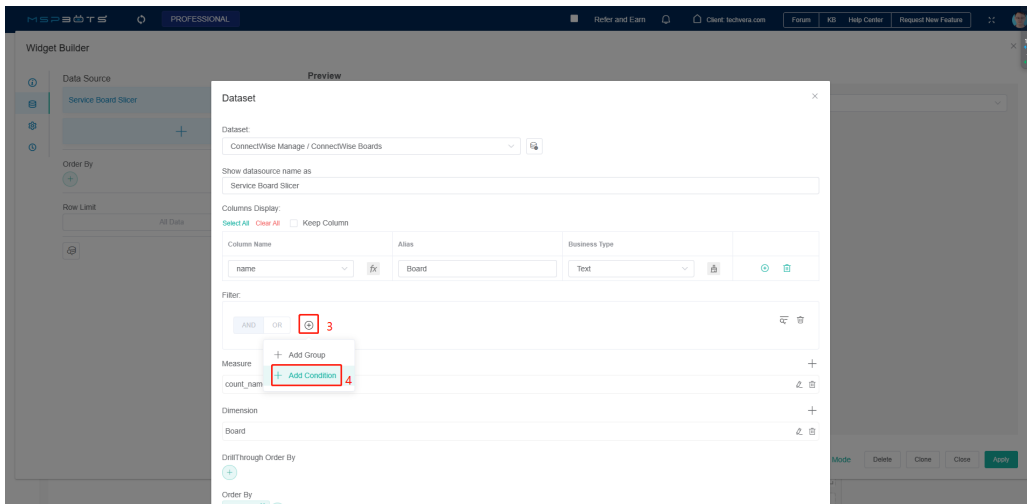 MSPBOTS
PROFESSIONAL
Refer and Earn
Client: techvera.com
Forum
KB
Help Center
Request New Feature
Widget Builder
Data Source
Preview
Service Board Slicer
Order By
Row Limit
All Data
Dataset
Dataset:
ConnectWise Manage / ConnectWise Boards
Show datasource name as
Service Board Slicer
Columns Display:
Select All Clear All Keep Column
Column Name Alias Business Type
name fx Board Text
Filter:
AND OR 3
Add Group
Add Condition 4
Measure
count_nam
Dimension
Board
DrillThrough Order By
Order By
Mode
Delete
Clone
Close
Apply